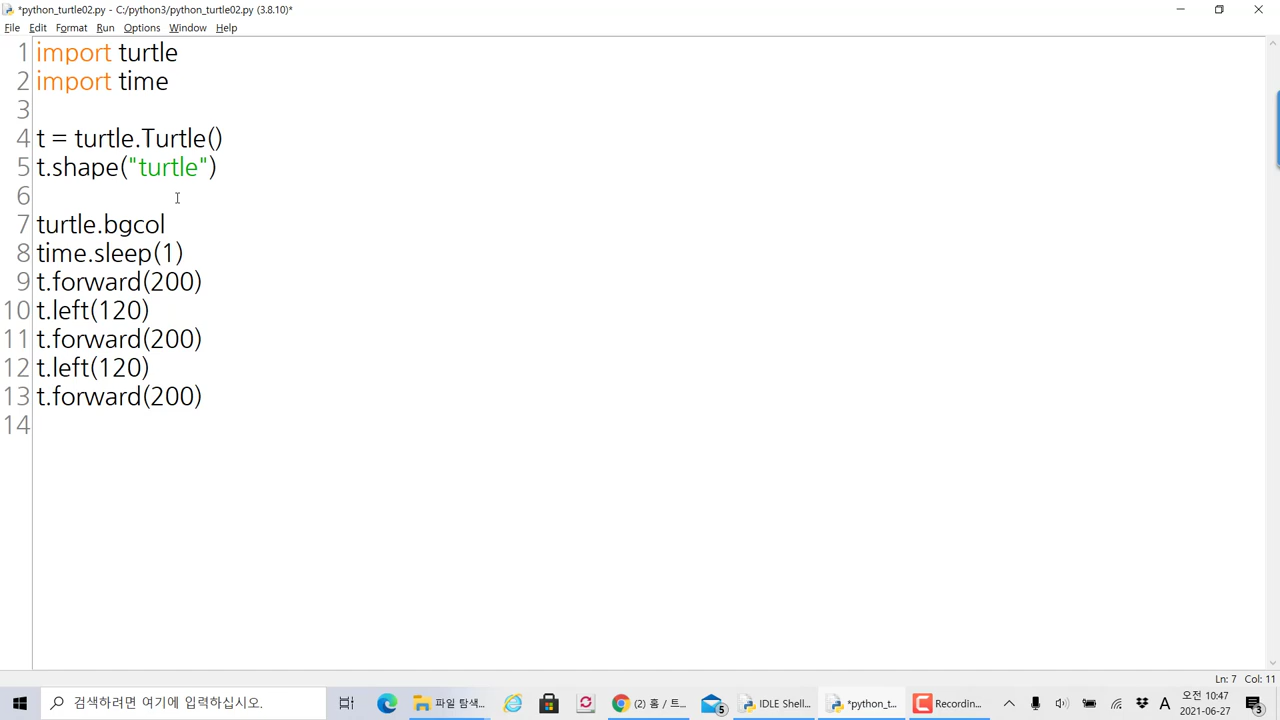 *python_turtle02.py - C:/python3/python_turtle02.py (3.8.10)*
File Edit Format Run Options Window Help
1 import turtle
2 import time
3
4 t = turtle.Turtle()
5 t.shape("turtle")
6
7 turtle.bgcol
8 time.sleep(1)
9 t.forward(200)
10 t.left(120)
11 t.forward(200)
12 t.left(120)
13 t.forward(200)
14
Ln: 7 Col: 11
검색하려면 여기에 입력하십시오. 파일 탐색... (2) 홈 / 트... 5 IDLE Shell... *python_t... Recordin... A 오전 10:47
2021-06-27 3